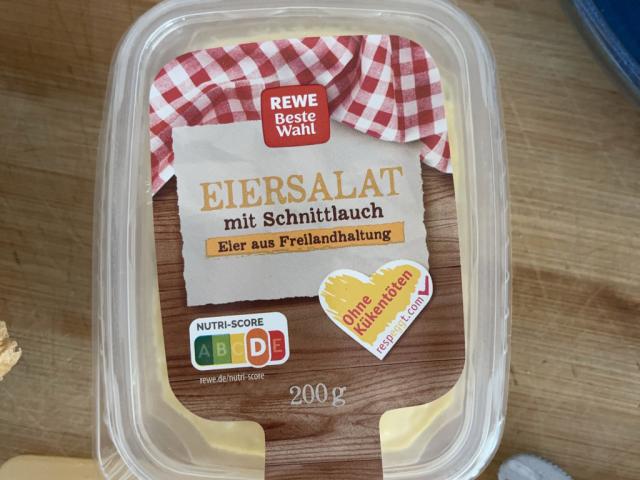 REWE
Beste
Wahl
EIERSALAT
mit Schnittlauch
Eier aus Freilandhaltung
Ohne
Kükentöten
respeggt.com
NUTRI-SCORE
ABCDE
rewe.de/nutri-score
200 g